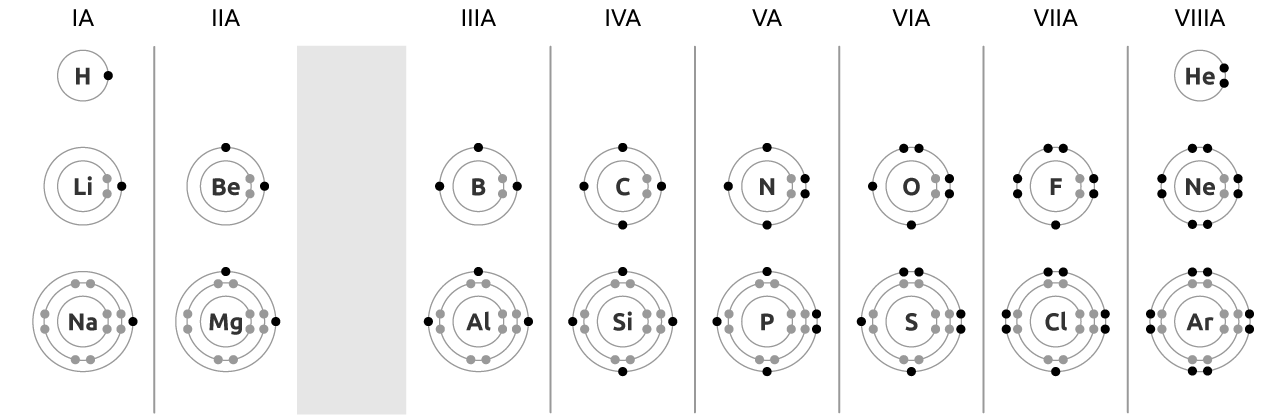 IA IIA IIIA IVA VA VIA VIIA VIIIA
H He
Li Be B C N O F Ne
Na Mg Al Si P S Cl Ar